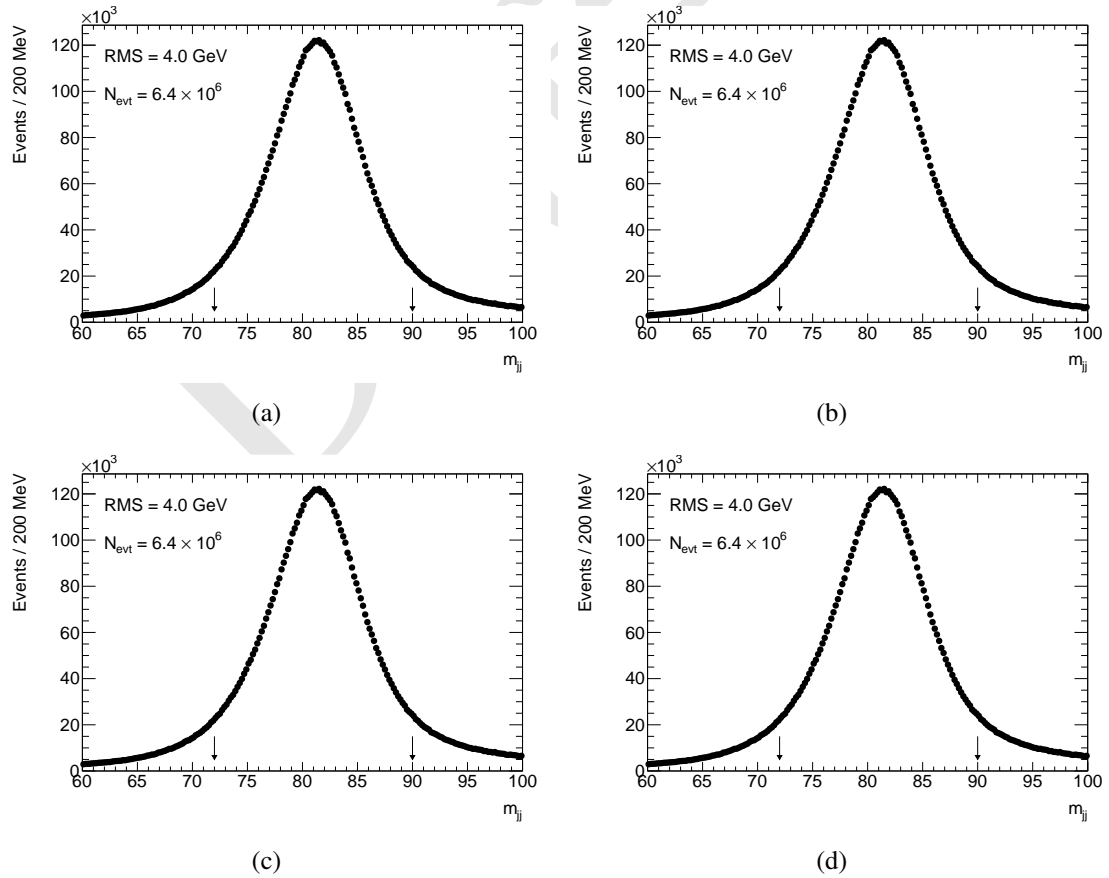 ×10³
Events / 200 MeV
RMS = 4.0 GeV
N_evt = 6.4 × 10⁶
120
100
80
60
40
20
0
60 65 70 75 80 85 90 95 100
m_jj
(a)
×10³
Events / 200 MeV
RMS = 4.0 GeV
N_evt = 6.4 × 10⁶
120
100
80
60
40
20
0
60 65 70 75 80 85 90 95 100
m_jj
(b)
×10³
Events / 200 MeV
RMS = 4.0 GeV
N_evt = 6.4 × 10⁶
120
100
80
60
40
20
0
60 65 70 75 80 85 90 95 100
m_jj
(c)
×10³
Events / 200 MeV
RMS = 4.0 GeV
N_evt = 6.4 × 10⁶
120
100
80
60
40
20
0
60 65 70 75 80 85 90 95 100
m_jj
(d)